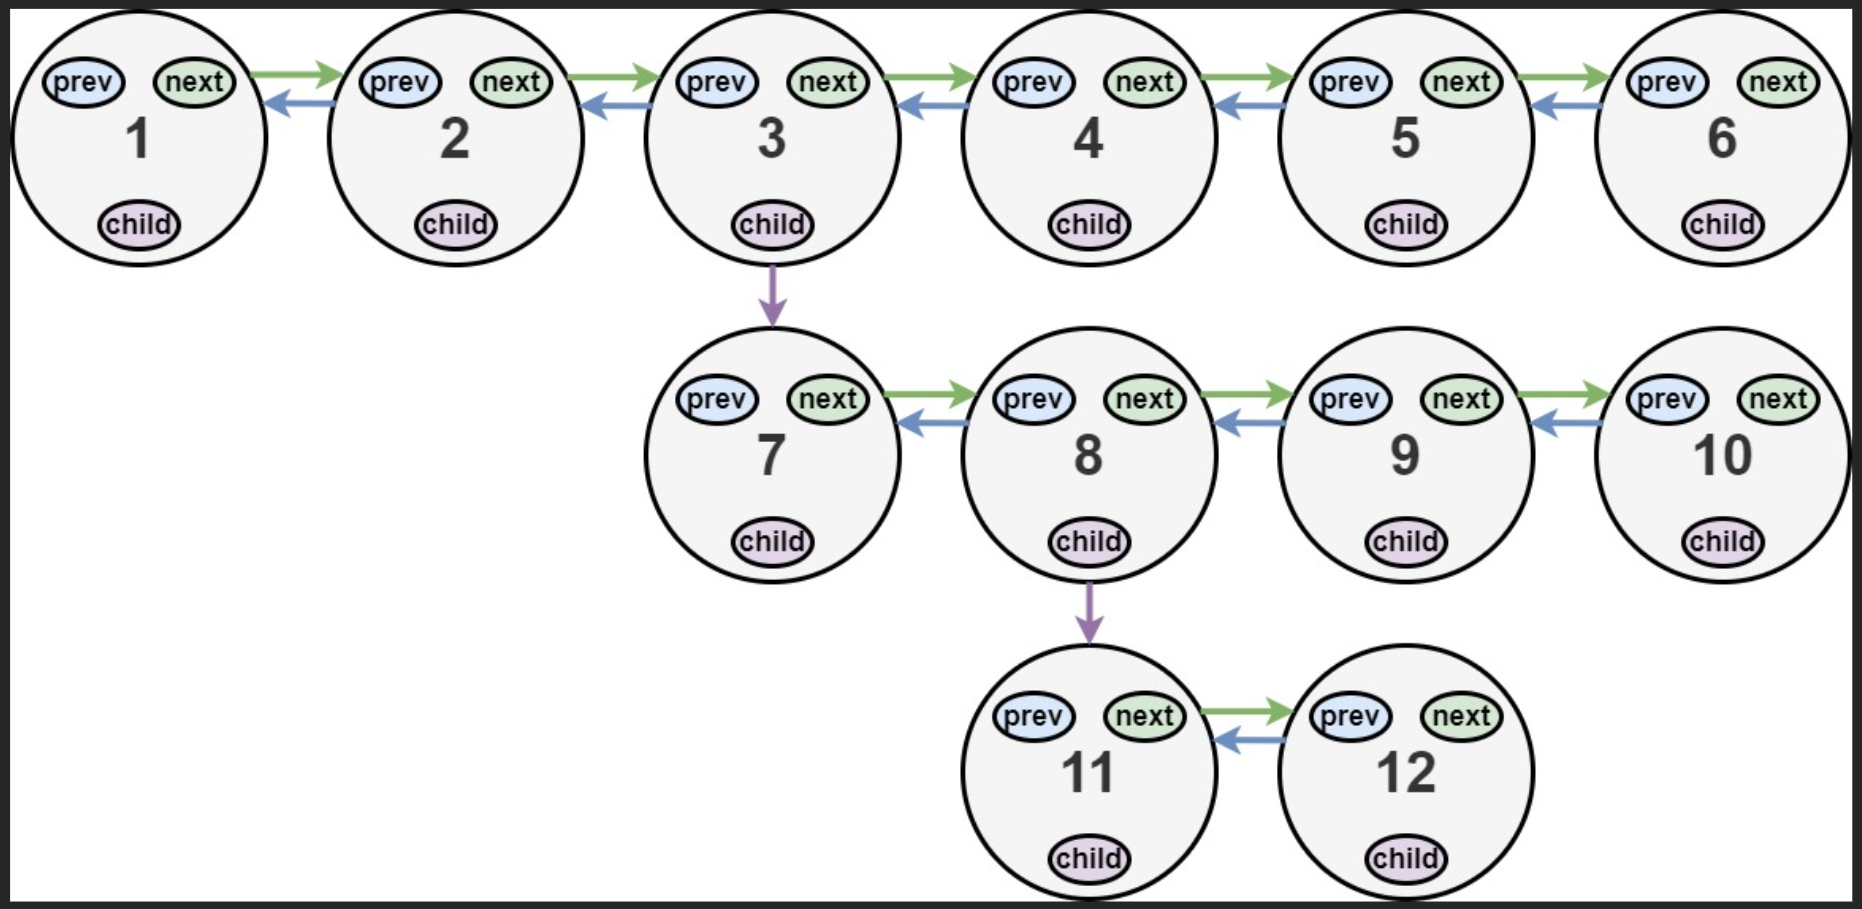 prev next prev next prev next prev next prev next prev next
1 2 3 4 5 6
child child child child child child
prev next prev next prev next prev next
7 8 9 10
child child child child
prev next prev next
11 12
child child